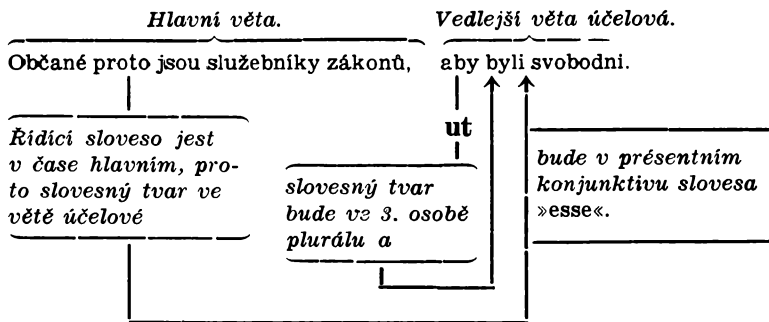 Hlavní věta.
Vedlejší věta účelová.
Občané proto jsou služebníky zákonů, aby byli svobodni.
Řídící sloveso jest
v čase hlavním, pro-
to slovesný tvar ve
větě účelové
ut
slovesný tvar
bude ve 3. osobě
plurálu a
bude v présentním
konjunktivu slovesa
»esse«.